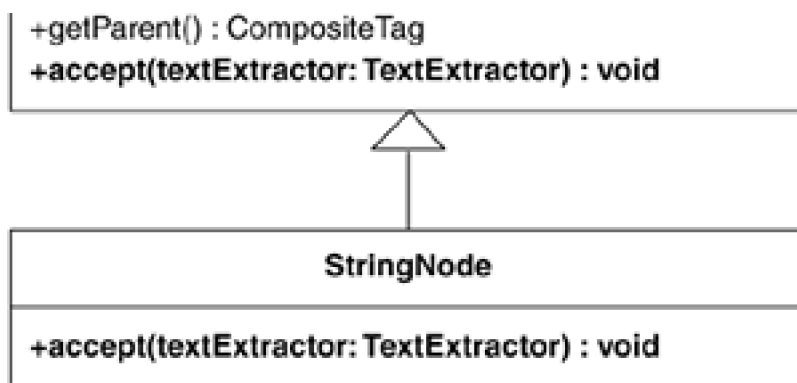 +getParent() : CompositeTag
+accept(textExtractor: TextExtractor) : void
StringNode
+accept(textExtractor: TextExtractor) : void